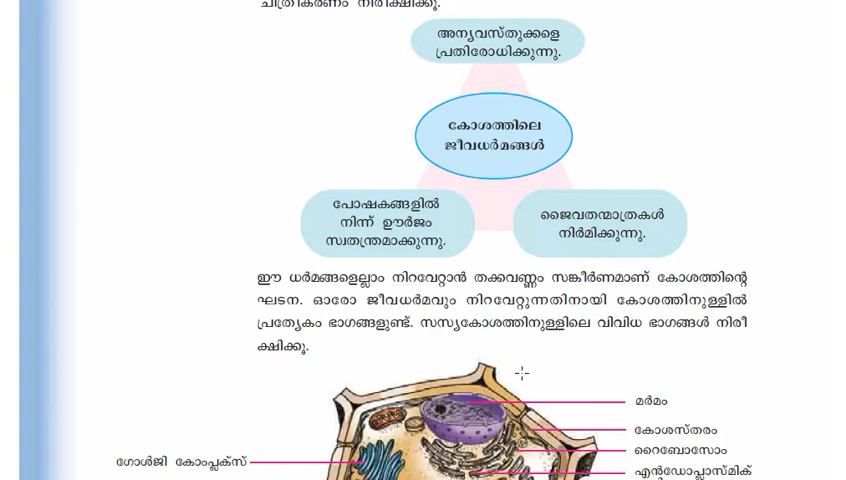 ചിത്രീകരണം നിരീക്ഷിക്കൂ.
അന്യവസ്തുക്കളെ
പ്രതിരോധിക്കുന്നു.
കോശത്തിലെ
ജീവധർമങ്ങൾ
പോഷകങ്ങളിൽ
നിന്ന് ഊർജം
സ്വതന്ത്രമാക്കുന്നു.
ജൈവതന്മാത്രകൾ
നിർമിക്കുന്നു.
ഈ ധർമങ്ങളെല്ലാം നിറവേറ്റാൻ തക്കവണ്ണം സങ്കീർണമാണ് കോശത്തിന്റെ
ഘടന. ഓരോ ജീവധർമവും നിറവേറ്റുന്നതിനായി കോശത്തിനുള്ളിൽ
പ്രത്യേകം ഭാഗങ്ങളുണ്ട്. സസ്യകോശത്തിനുള്ളിലെ വിവിധ ഭാഗങ്ങൾ നിരീ
ക്ഷിക്കൂ.
മർമം
കോശസ്തരം
റൈബോസോം
ഗോൾജി കോംപ്ലക്സ്
എൻഡോപ്ലാസ്മിക്